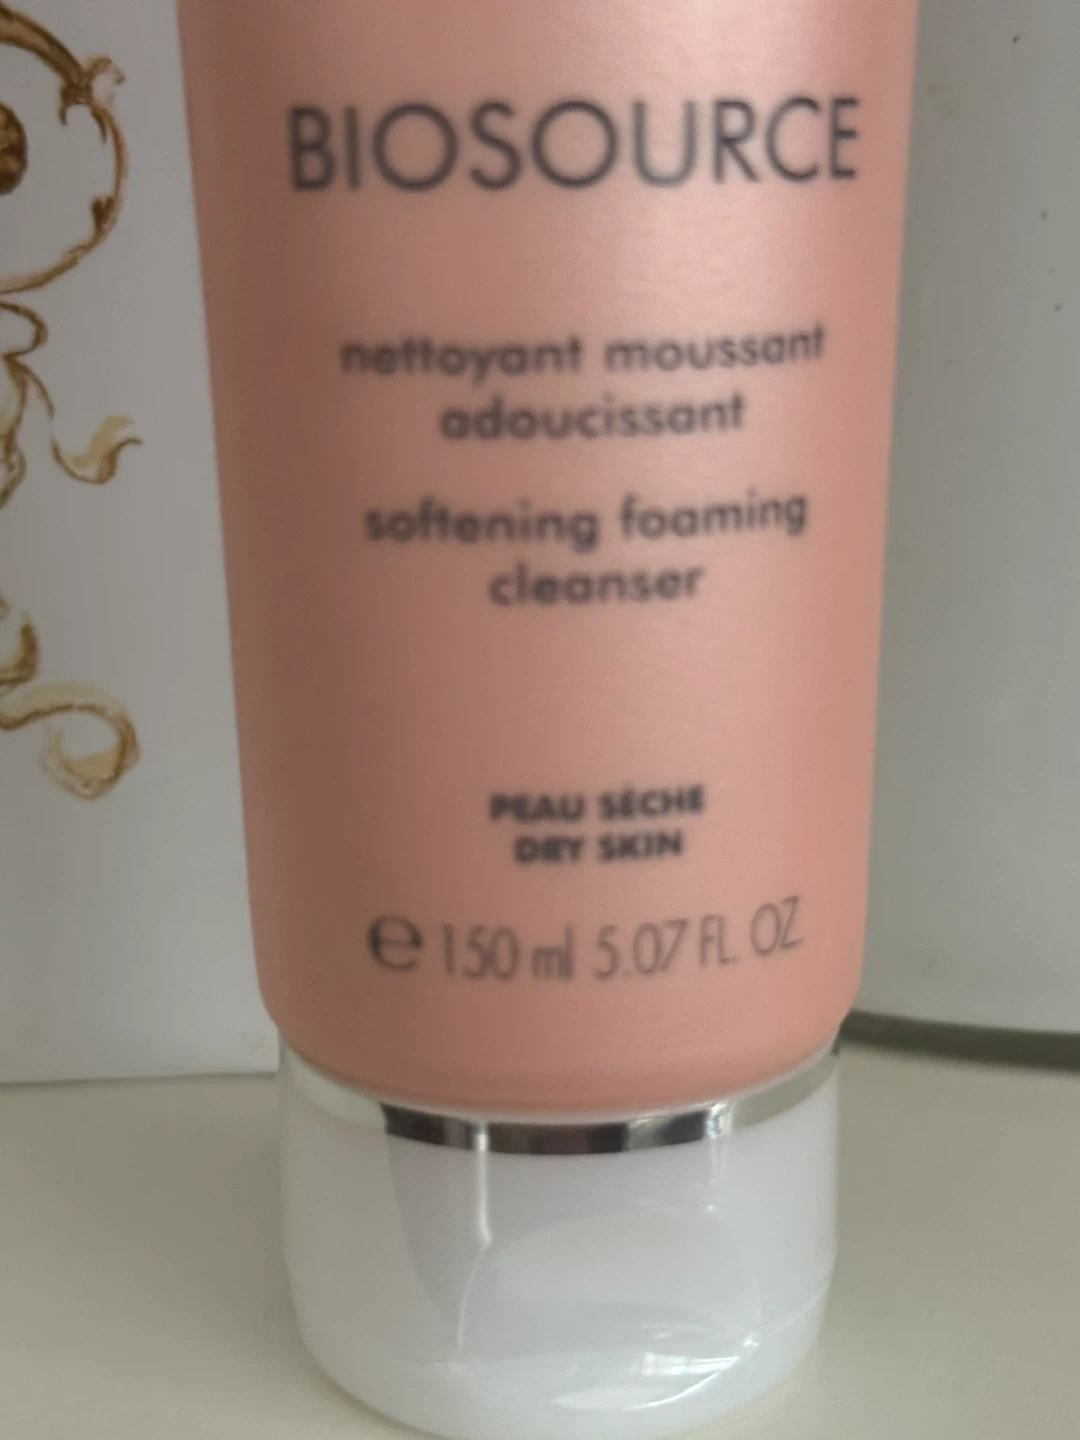 BIOSOURCE
nettoyant moussant
adoucissant
softening foaming
cleanser
PEAU SÈCHE
DRY SKIN
℮ 150 ml 5.07 FL. OZ